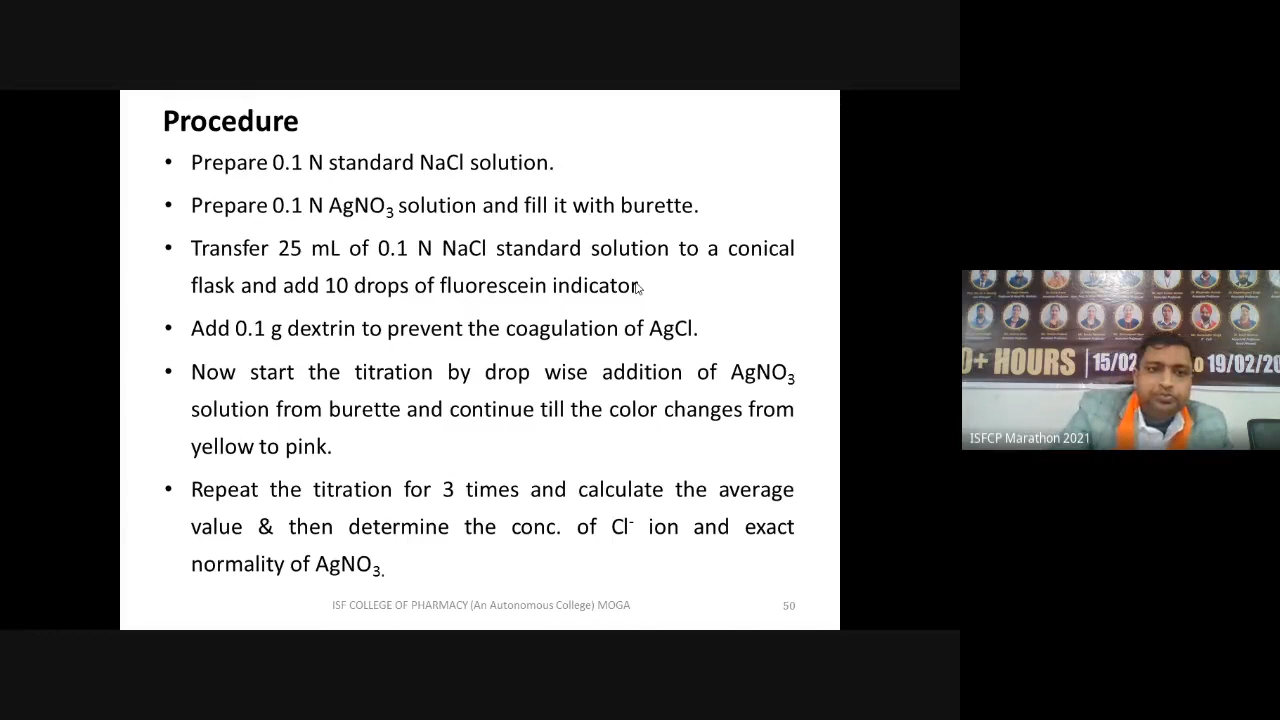 Procedure
• Prepare 0.1 N standard NaCl solution.
• Prepare 0.1 N AgNO₃ solution and fill it with burette.
• Transfer 25 mL of 0.1 N NaCl standard solution to a conical
flask and add 10 drops of fluorescein indicator.
• Add 0.1 g dextrin to prevent the coagulation of AgCl.
• Now start the titration by drop wise addition of AgNO₃
solution from burette and continue till the color changes from
yellow to pink.
• Repeat the titration for 3 times and calculate the average
value & then determine the conc. of Cl⁻ ion and exact
normality of AgNO₃.
ISF COLLEGE OF PHARMACY (An Autonomous College) MOGA
50
0+ HOURS 15/02 o 19/02/20
ISFCP Marathon 2021